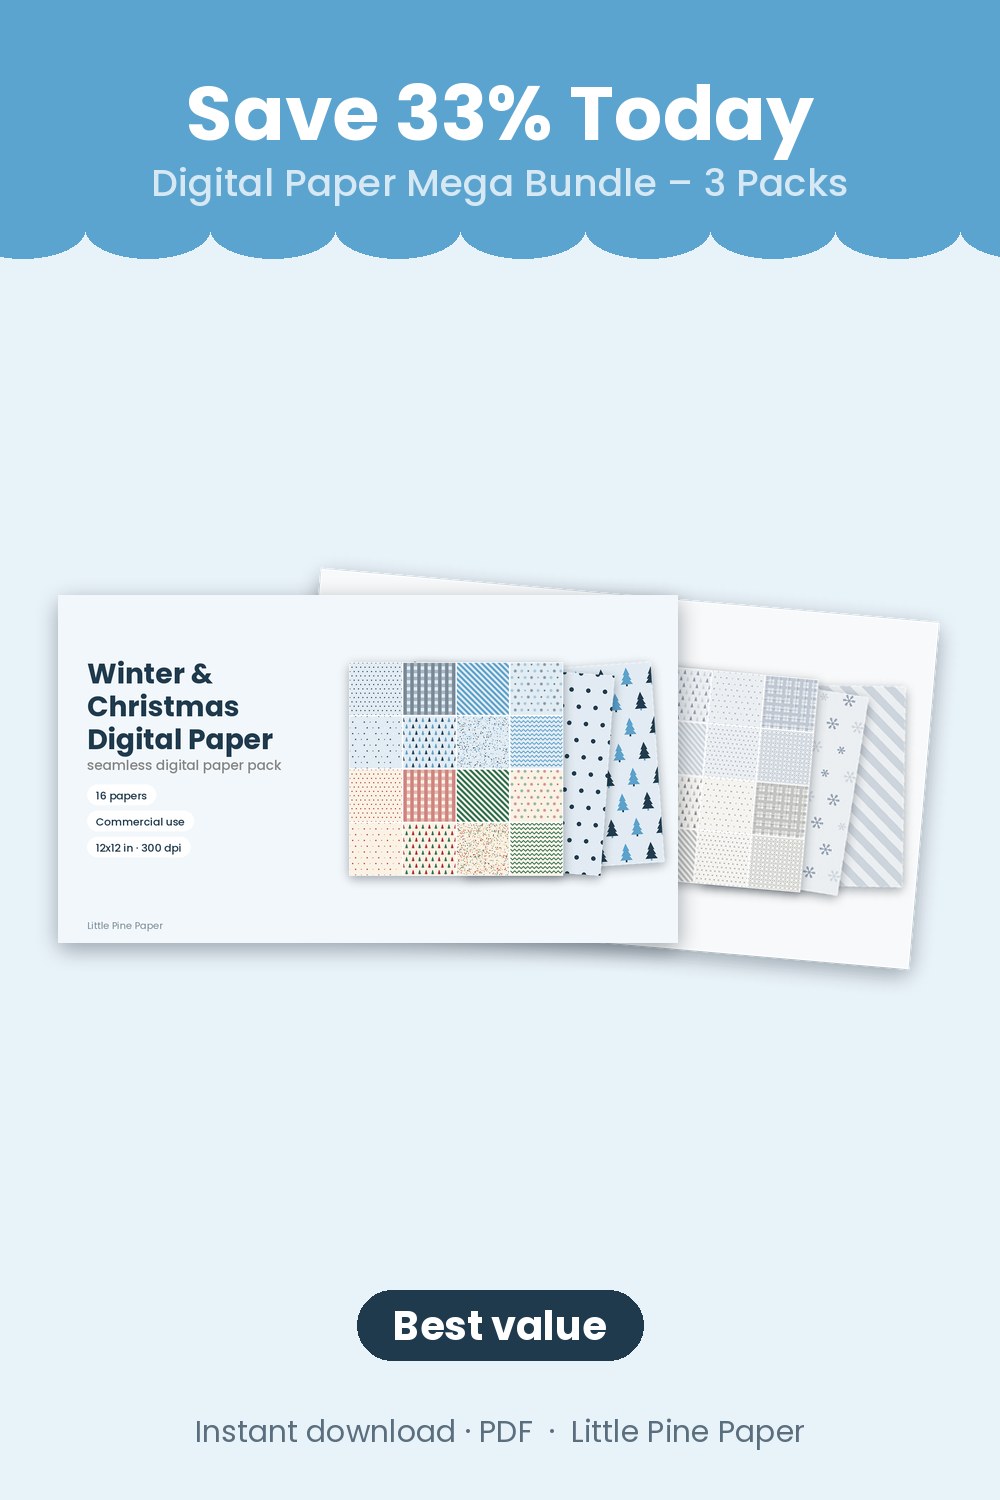 Save 33% Today
Digital Paper Mega Bundle – 3 Packs
Winter &
Christmas
Digital Paper
seamless digital paper pack
16 papers
Commercial use
12x12 in · 300 dpi
Little Pine Paper
Best value
Instant download · PDF · Little Pine Paper